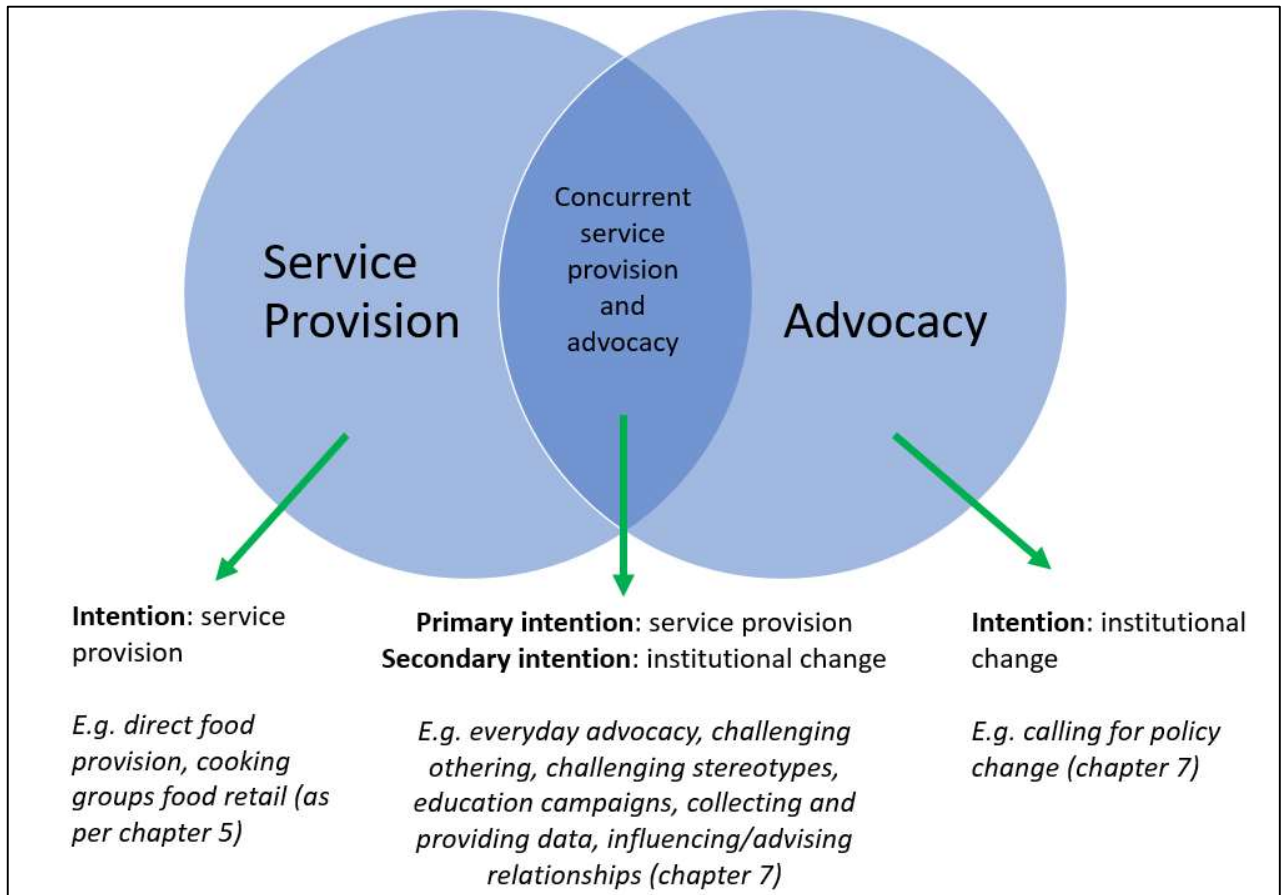 Service
Provision
Concurrent
service
provision
and
advocacy
Advocacy
Intention: service
provision
E.g. direct food
provision, cooking
groups food retail (as
per chapter 5)
Primary intention: service provision
Secondary intention: institutional change
E.g. everyday advocacy, challenging
othering, challenging stereotypes,
education campaigns, collecting and
providing data, influencing/advising
relationships (chapter 7)
Intention: institutional
change
E.g. calling for policy
change (chapter 7)